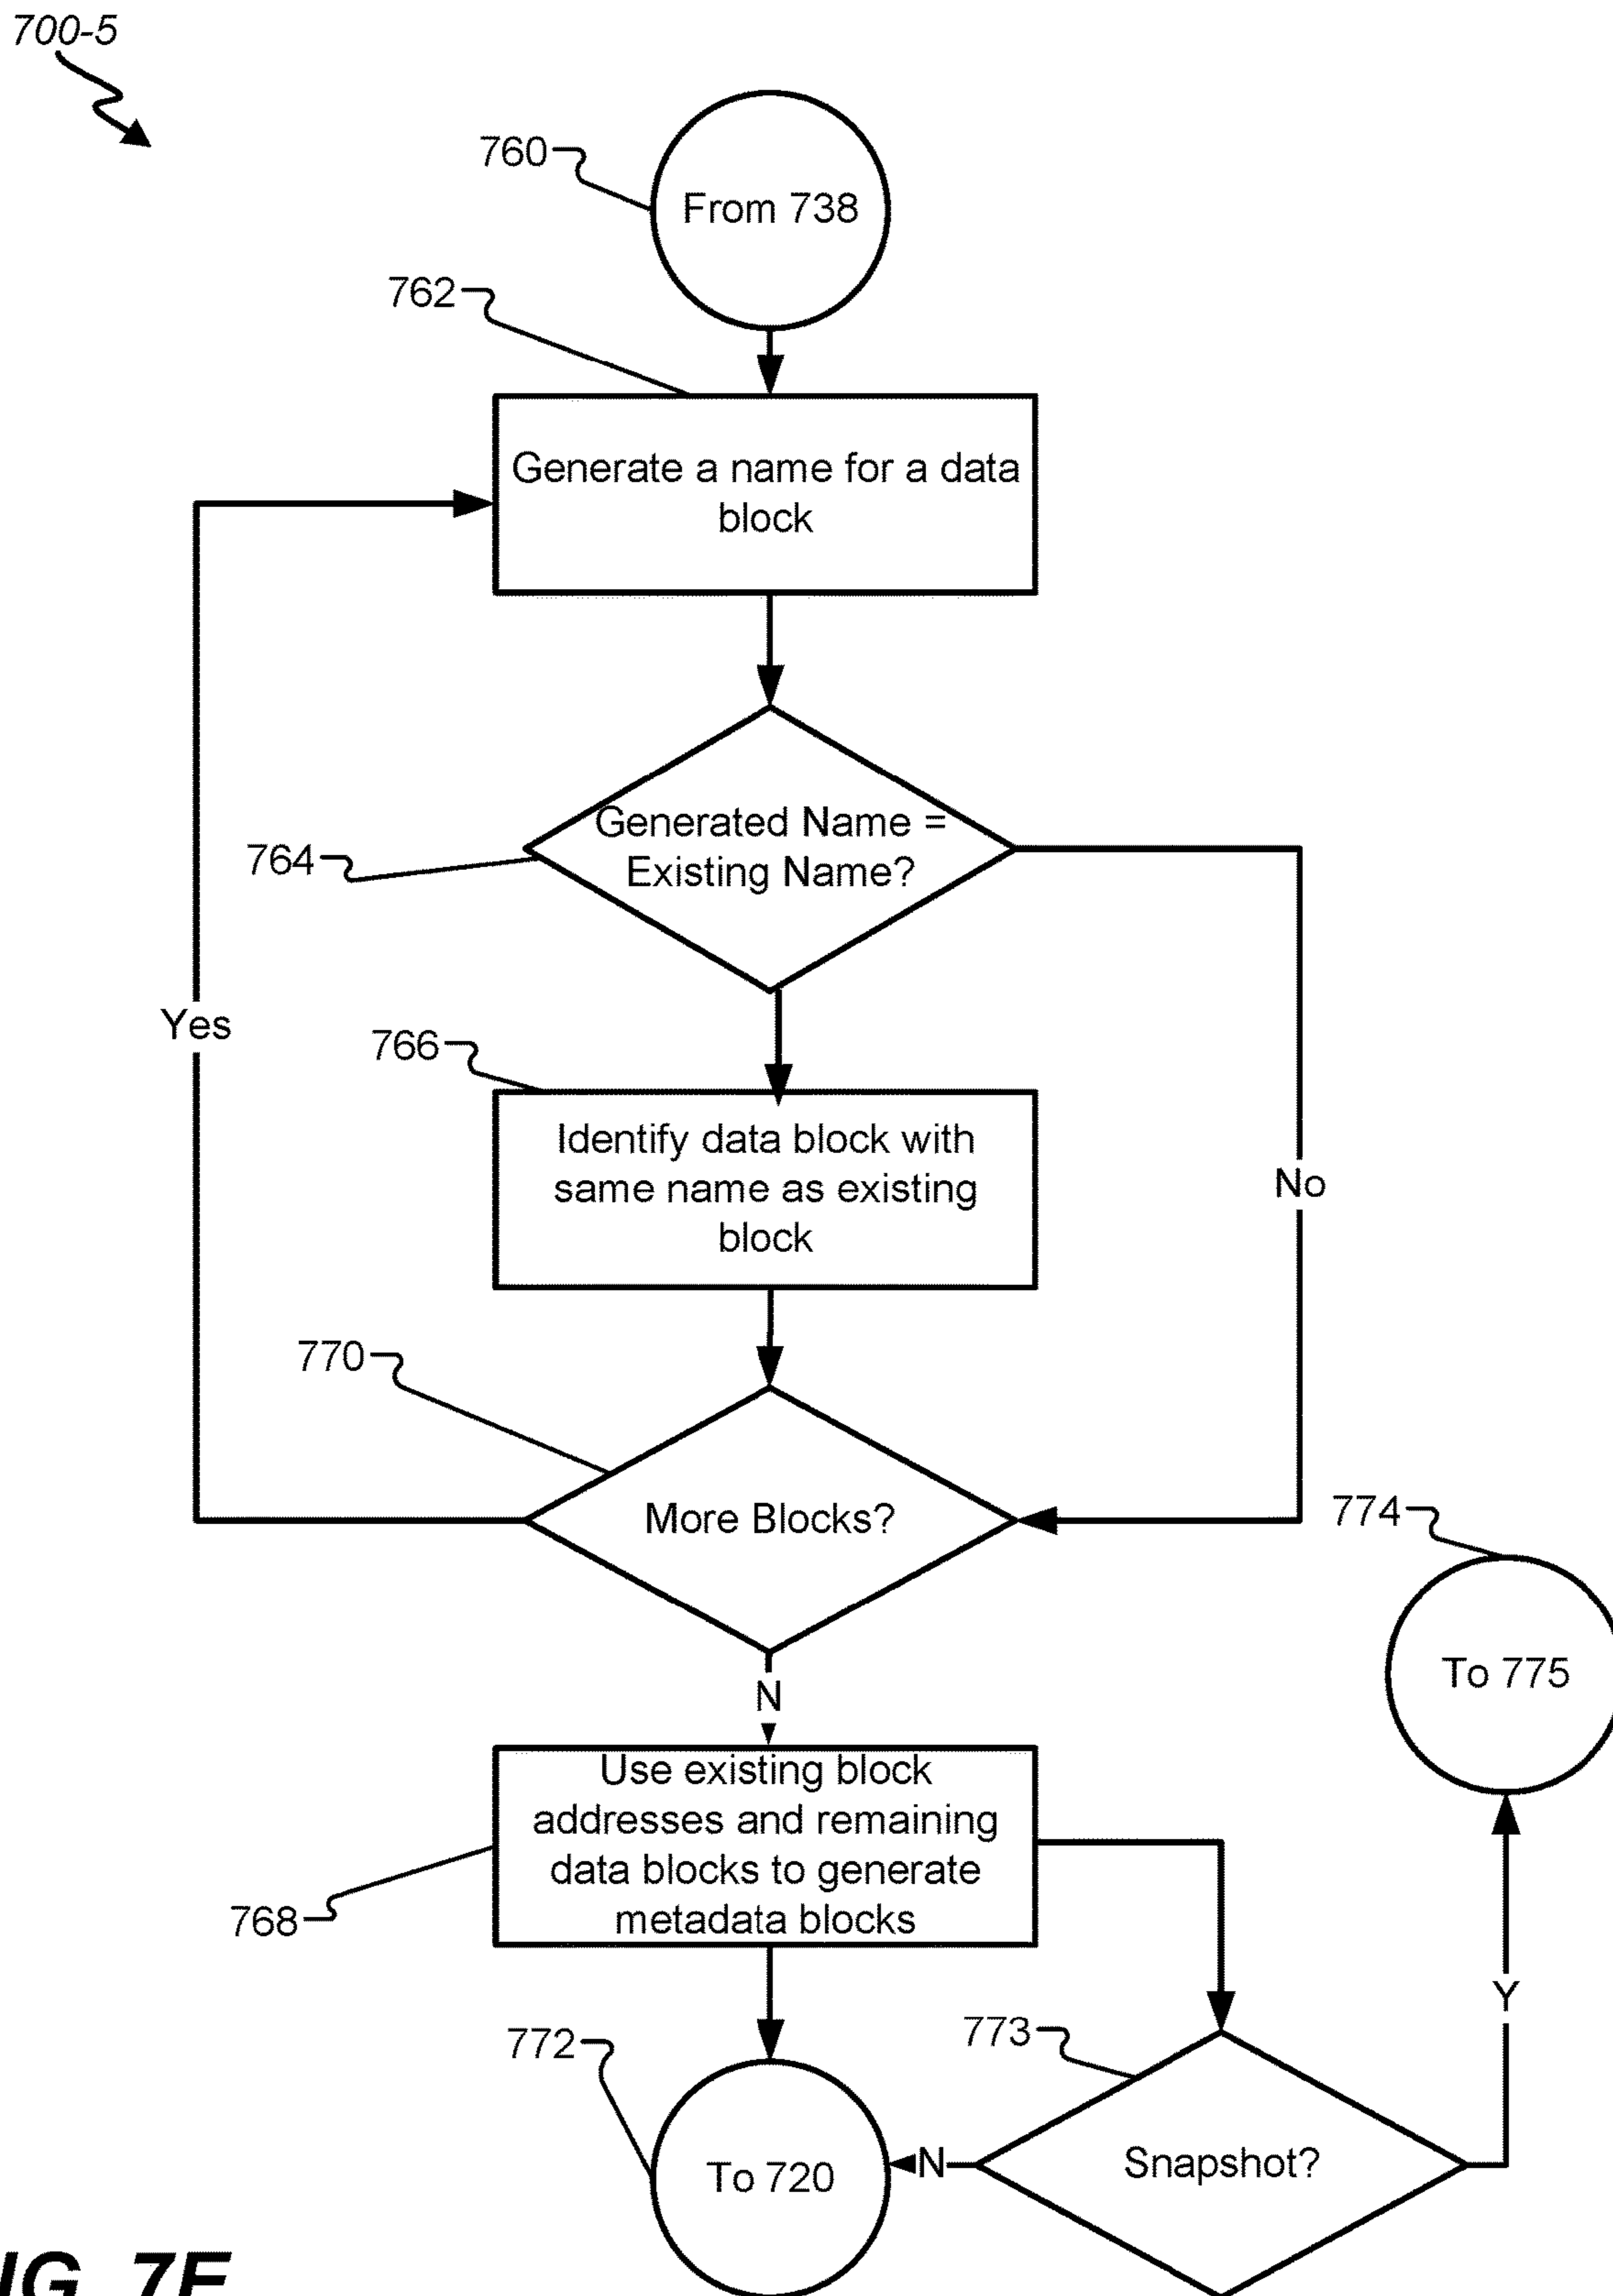 700-5
760
From 738
762
Generate a name for a data
block
764
Generated Name =
Existing Name?
Yes
766
Identify data block with
same name as existing
block
No
770
More Blocks?
774
To 775
N
Use existing block
addresses and remaining
data blocks to generate
metadata blocks
768
Y
772
773
To 720
N
Snapshot?